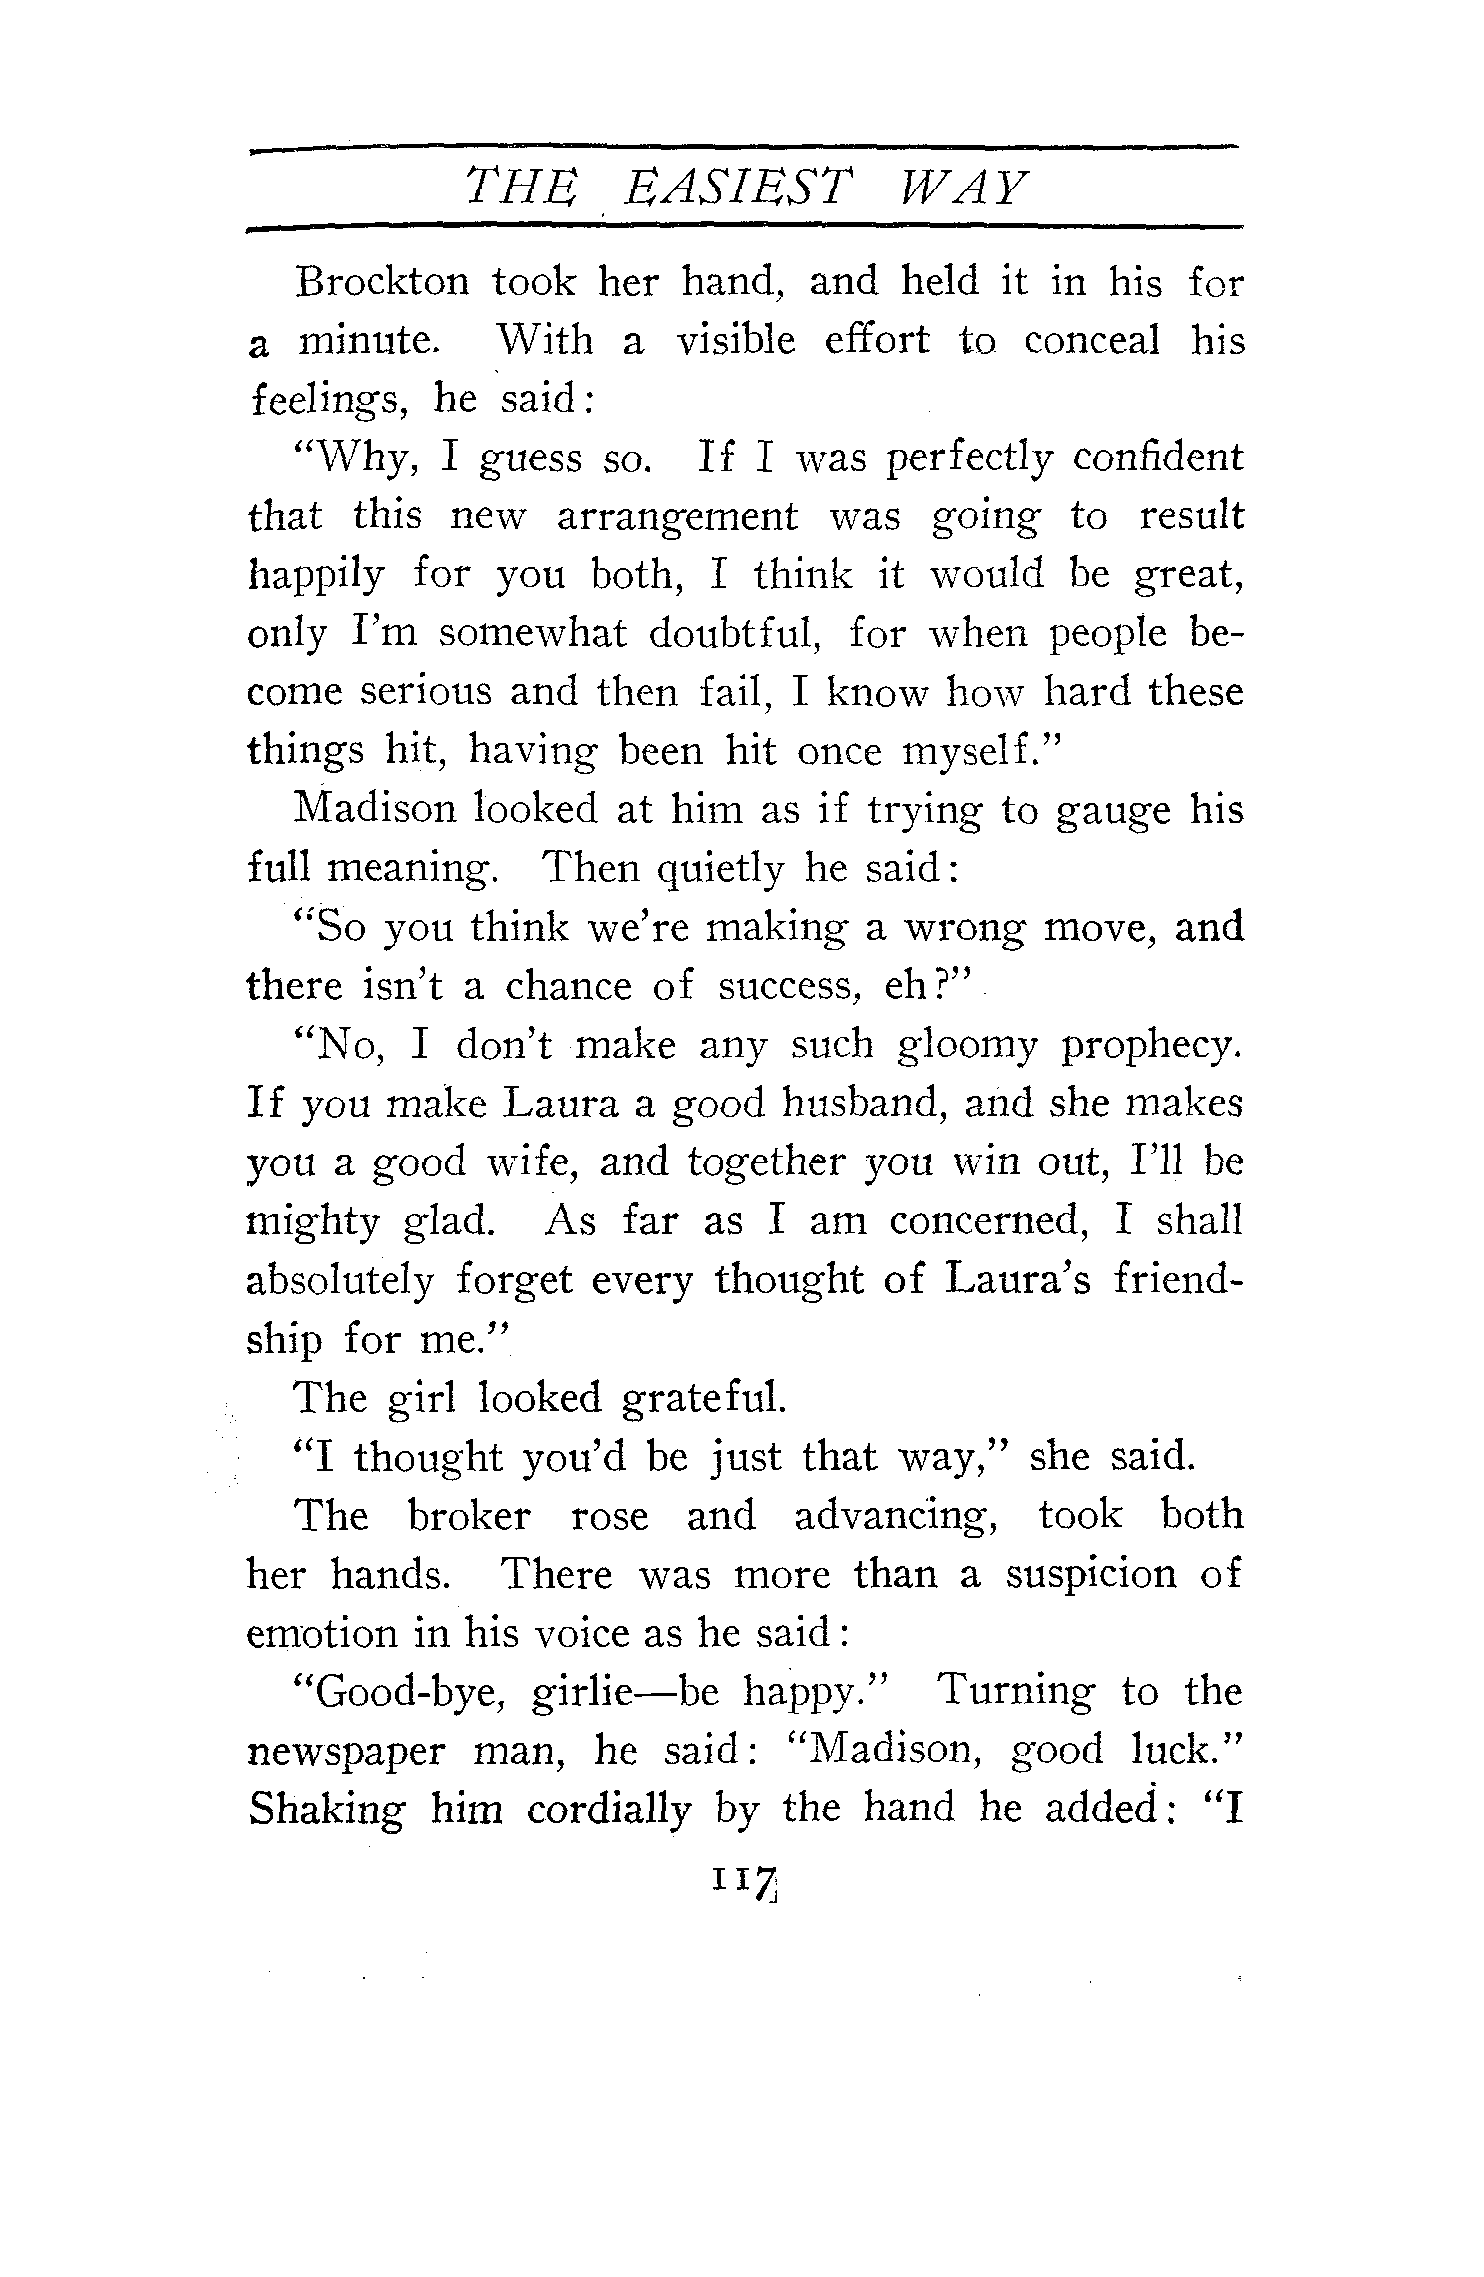 THE EASIEST WAY
Brockton took her hand, and held it in his for
a minute. With a visible effort to conceal his
feelings, he said:
"Why, I guess so. If I was perfectly confident
that this new arrangement was going to result
happily for you both, I think it would be great,
only I'm somewhat doubtful, for when people be-
come serious and then fail, I know how hard these
things hit, having been hit once myself."
Madison looked at him as if trying to gauge his
full meaning. Then quietly he said:
"So you think we're making a wrong move, and
there isn't a chance of success, eh?"
"No, I don't make any such gloomy prophecy.
If you make Laura a good husband, and she makes
you a good wife, and together you win out, I'll be
mighty glad. As far as I am concerned, I shall
absolutely forget every thought of Laura's friend-
ship for me."
The girl looked grateful.
"I thought you'd be just that way," she said.
The broker rose and advancing, took both
her hands. There was more than a suspicion of
emotion in his voice as he said:
"Good-bye, girlie—be happy." Turning to the
newspaper man, he said: "Madison, good luck."
Shaking him cordially by the hand he added: "I
117